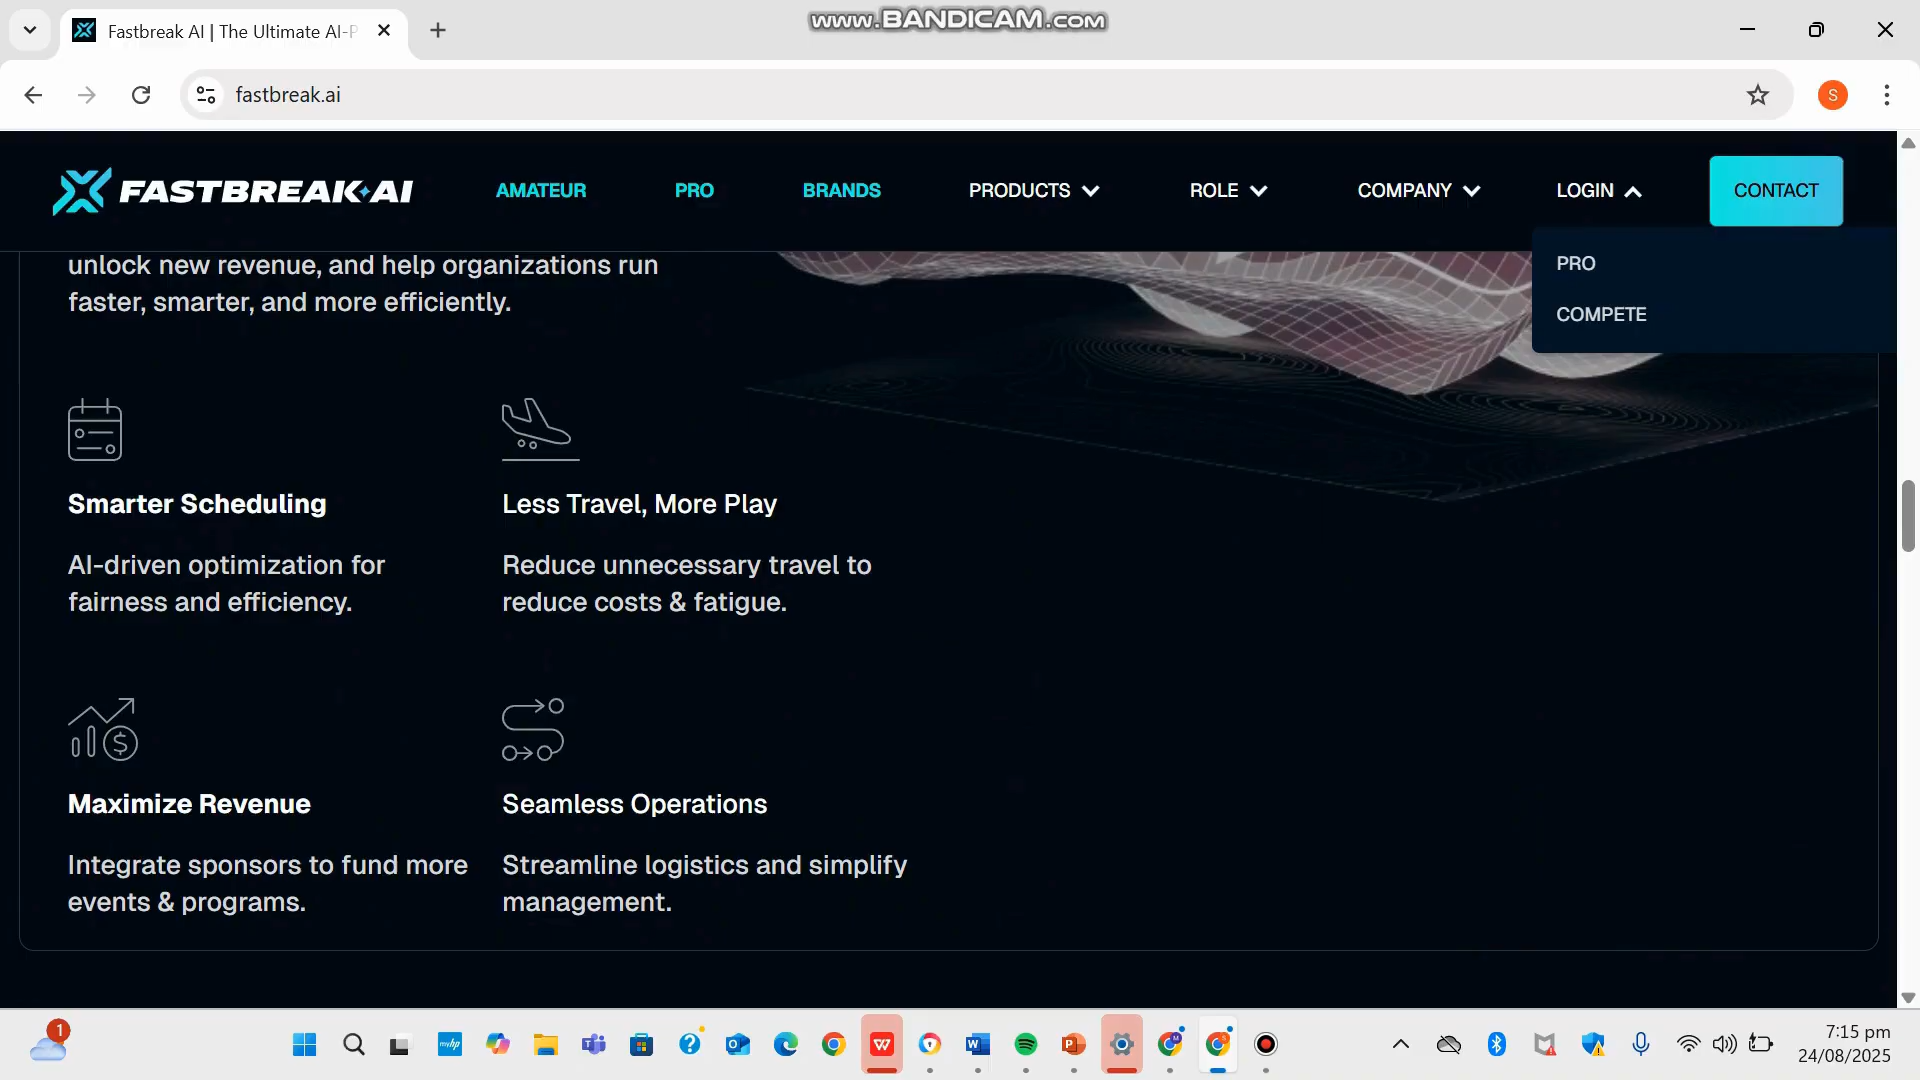 Fastbreak AI | The Ultimate AI-P
www.BANDICAM.com
fastbreak.ai
S
FASTBREAK AI
AMATEUR
PRO
BRANDS
PRODUCTS
ROLE
COMPANY
LOGIN
CONTACT
PRO
COMPETE
unlock new revenue, and help organizations run
faster, smarter, and more efficiently.
Smarter Scheduling
AI-driven optimization for
fairness and efficiency.
Less Travel, More Play
Reduce unnecessary travel to
reduce costs & fatigue.
Maximize Revenue
Integrate sponsors to fund more
events & programs.
Seamless Operations
Streamline logistics and simplify
management.
1
myhp
7:15 pm
24/08/2025